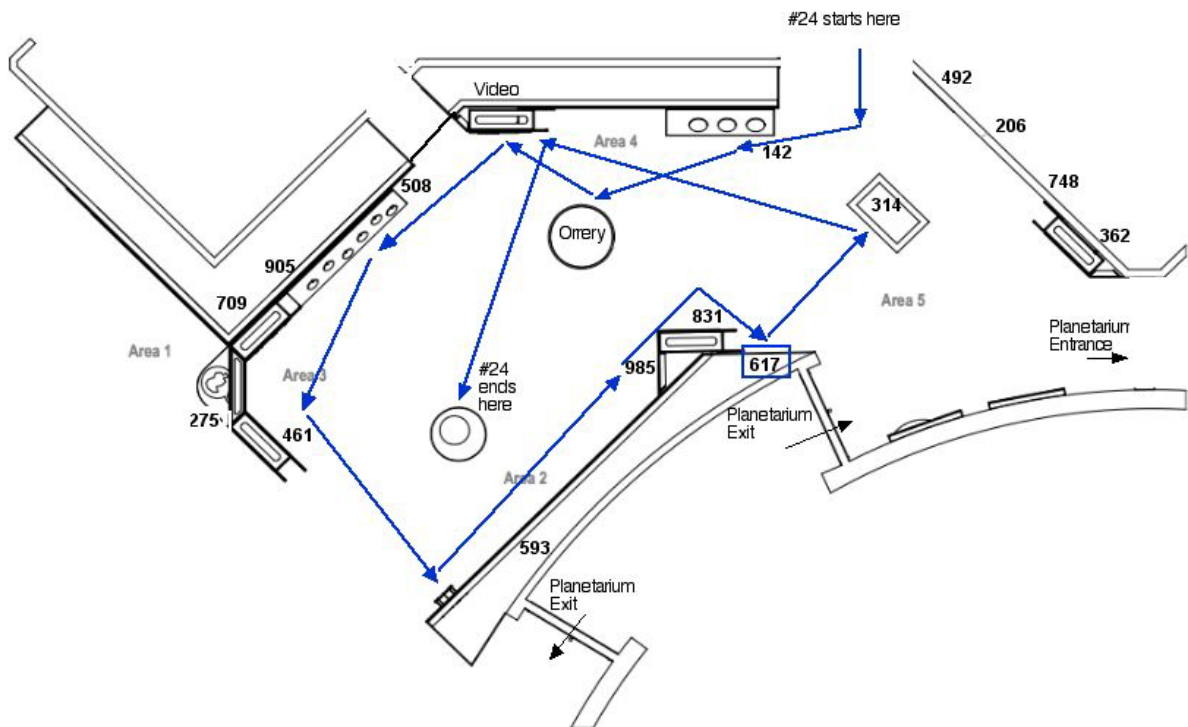 #24 starts here
Video
492
206
Area 4
142
748
508
314
Orrery
362
905
709
Area 5
831
Planetarium
Entrance
Area 1
Area 3
985
617
#24
ends
here
Planetarium
Exit
275
461
Area 2
593
Planetarium
Exit